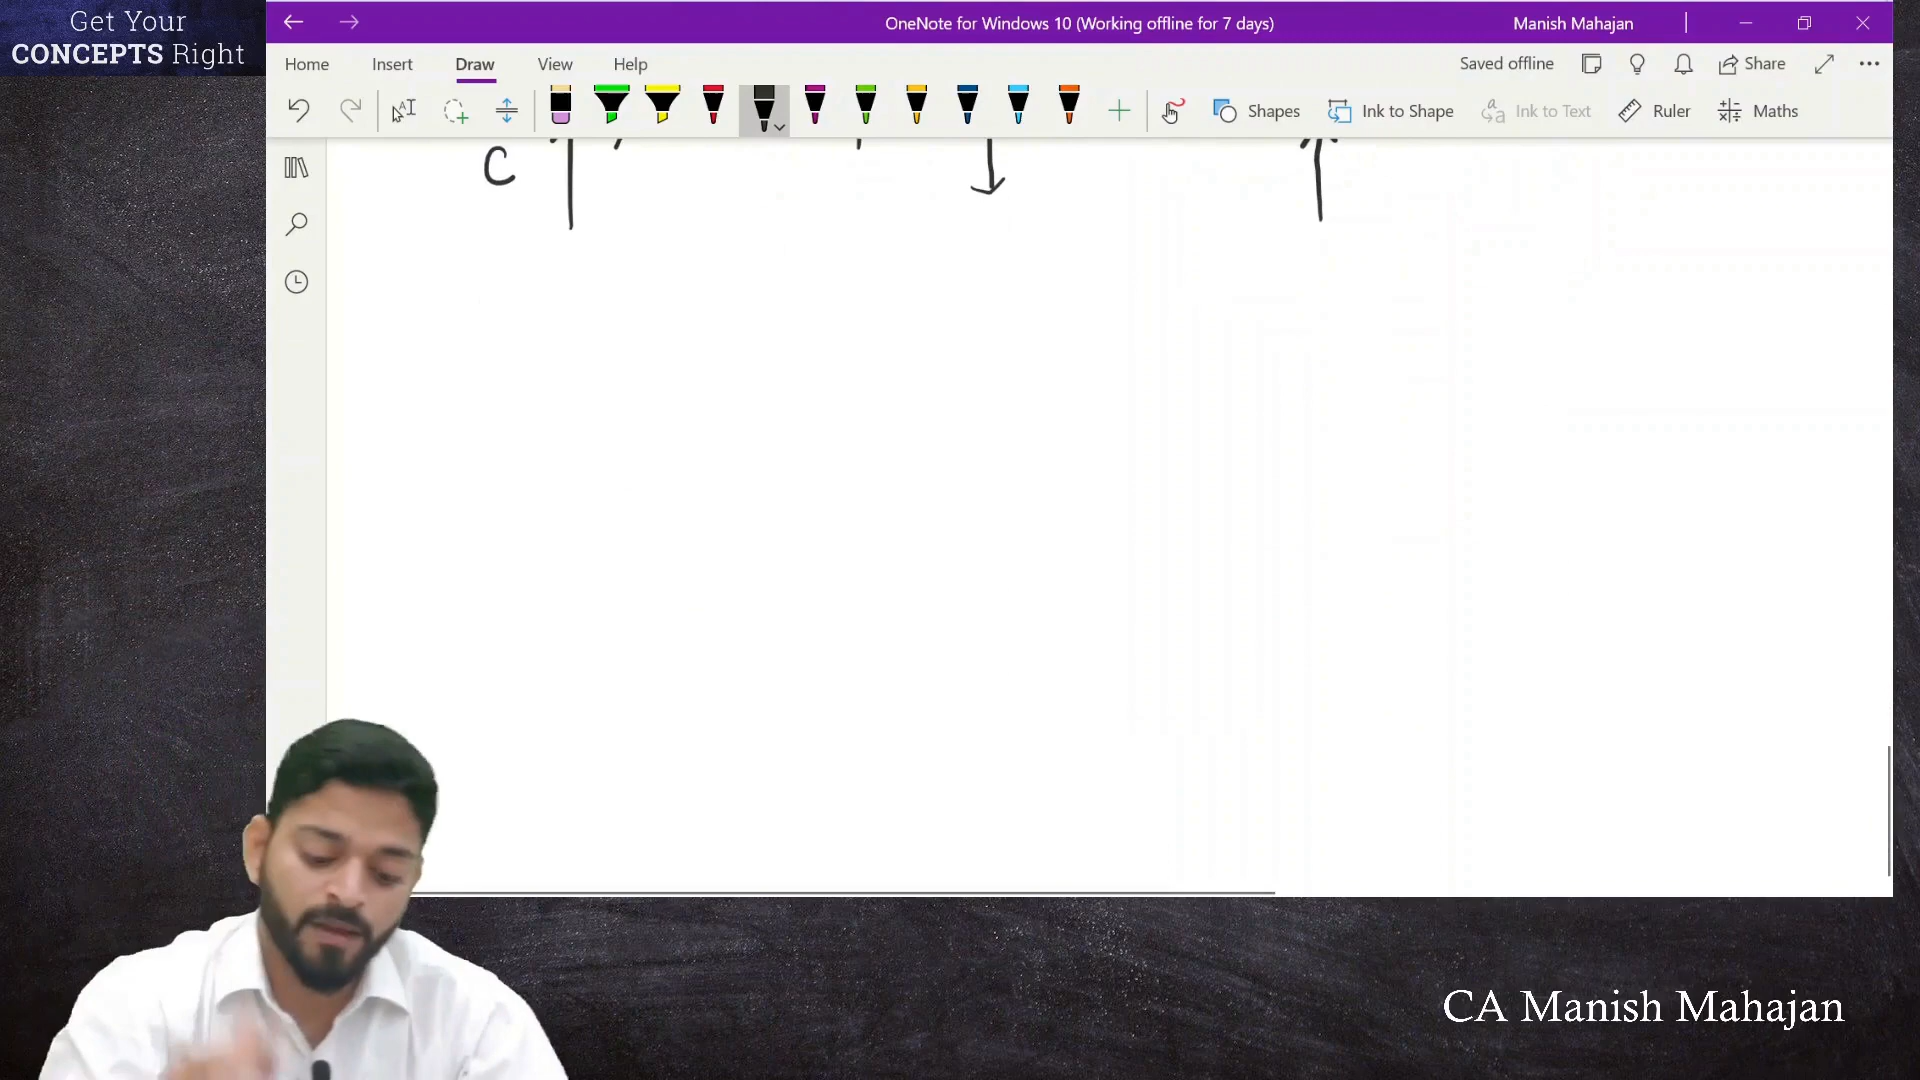 Get Your
CONCEPTS Right
OneNote for Windows 10 (Working offline for 7 days)
Manish Mahajan
Home
Insert
Draw
View
Help
Saved offline
Share
Shapes
Ink to Shape
Ink to Text
Ruler
Maths
C
CA Manish Mahajan